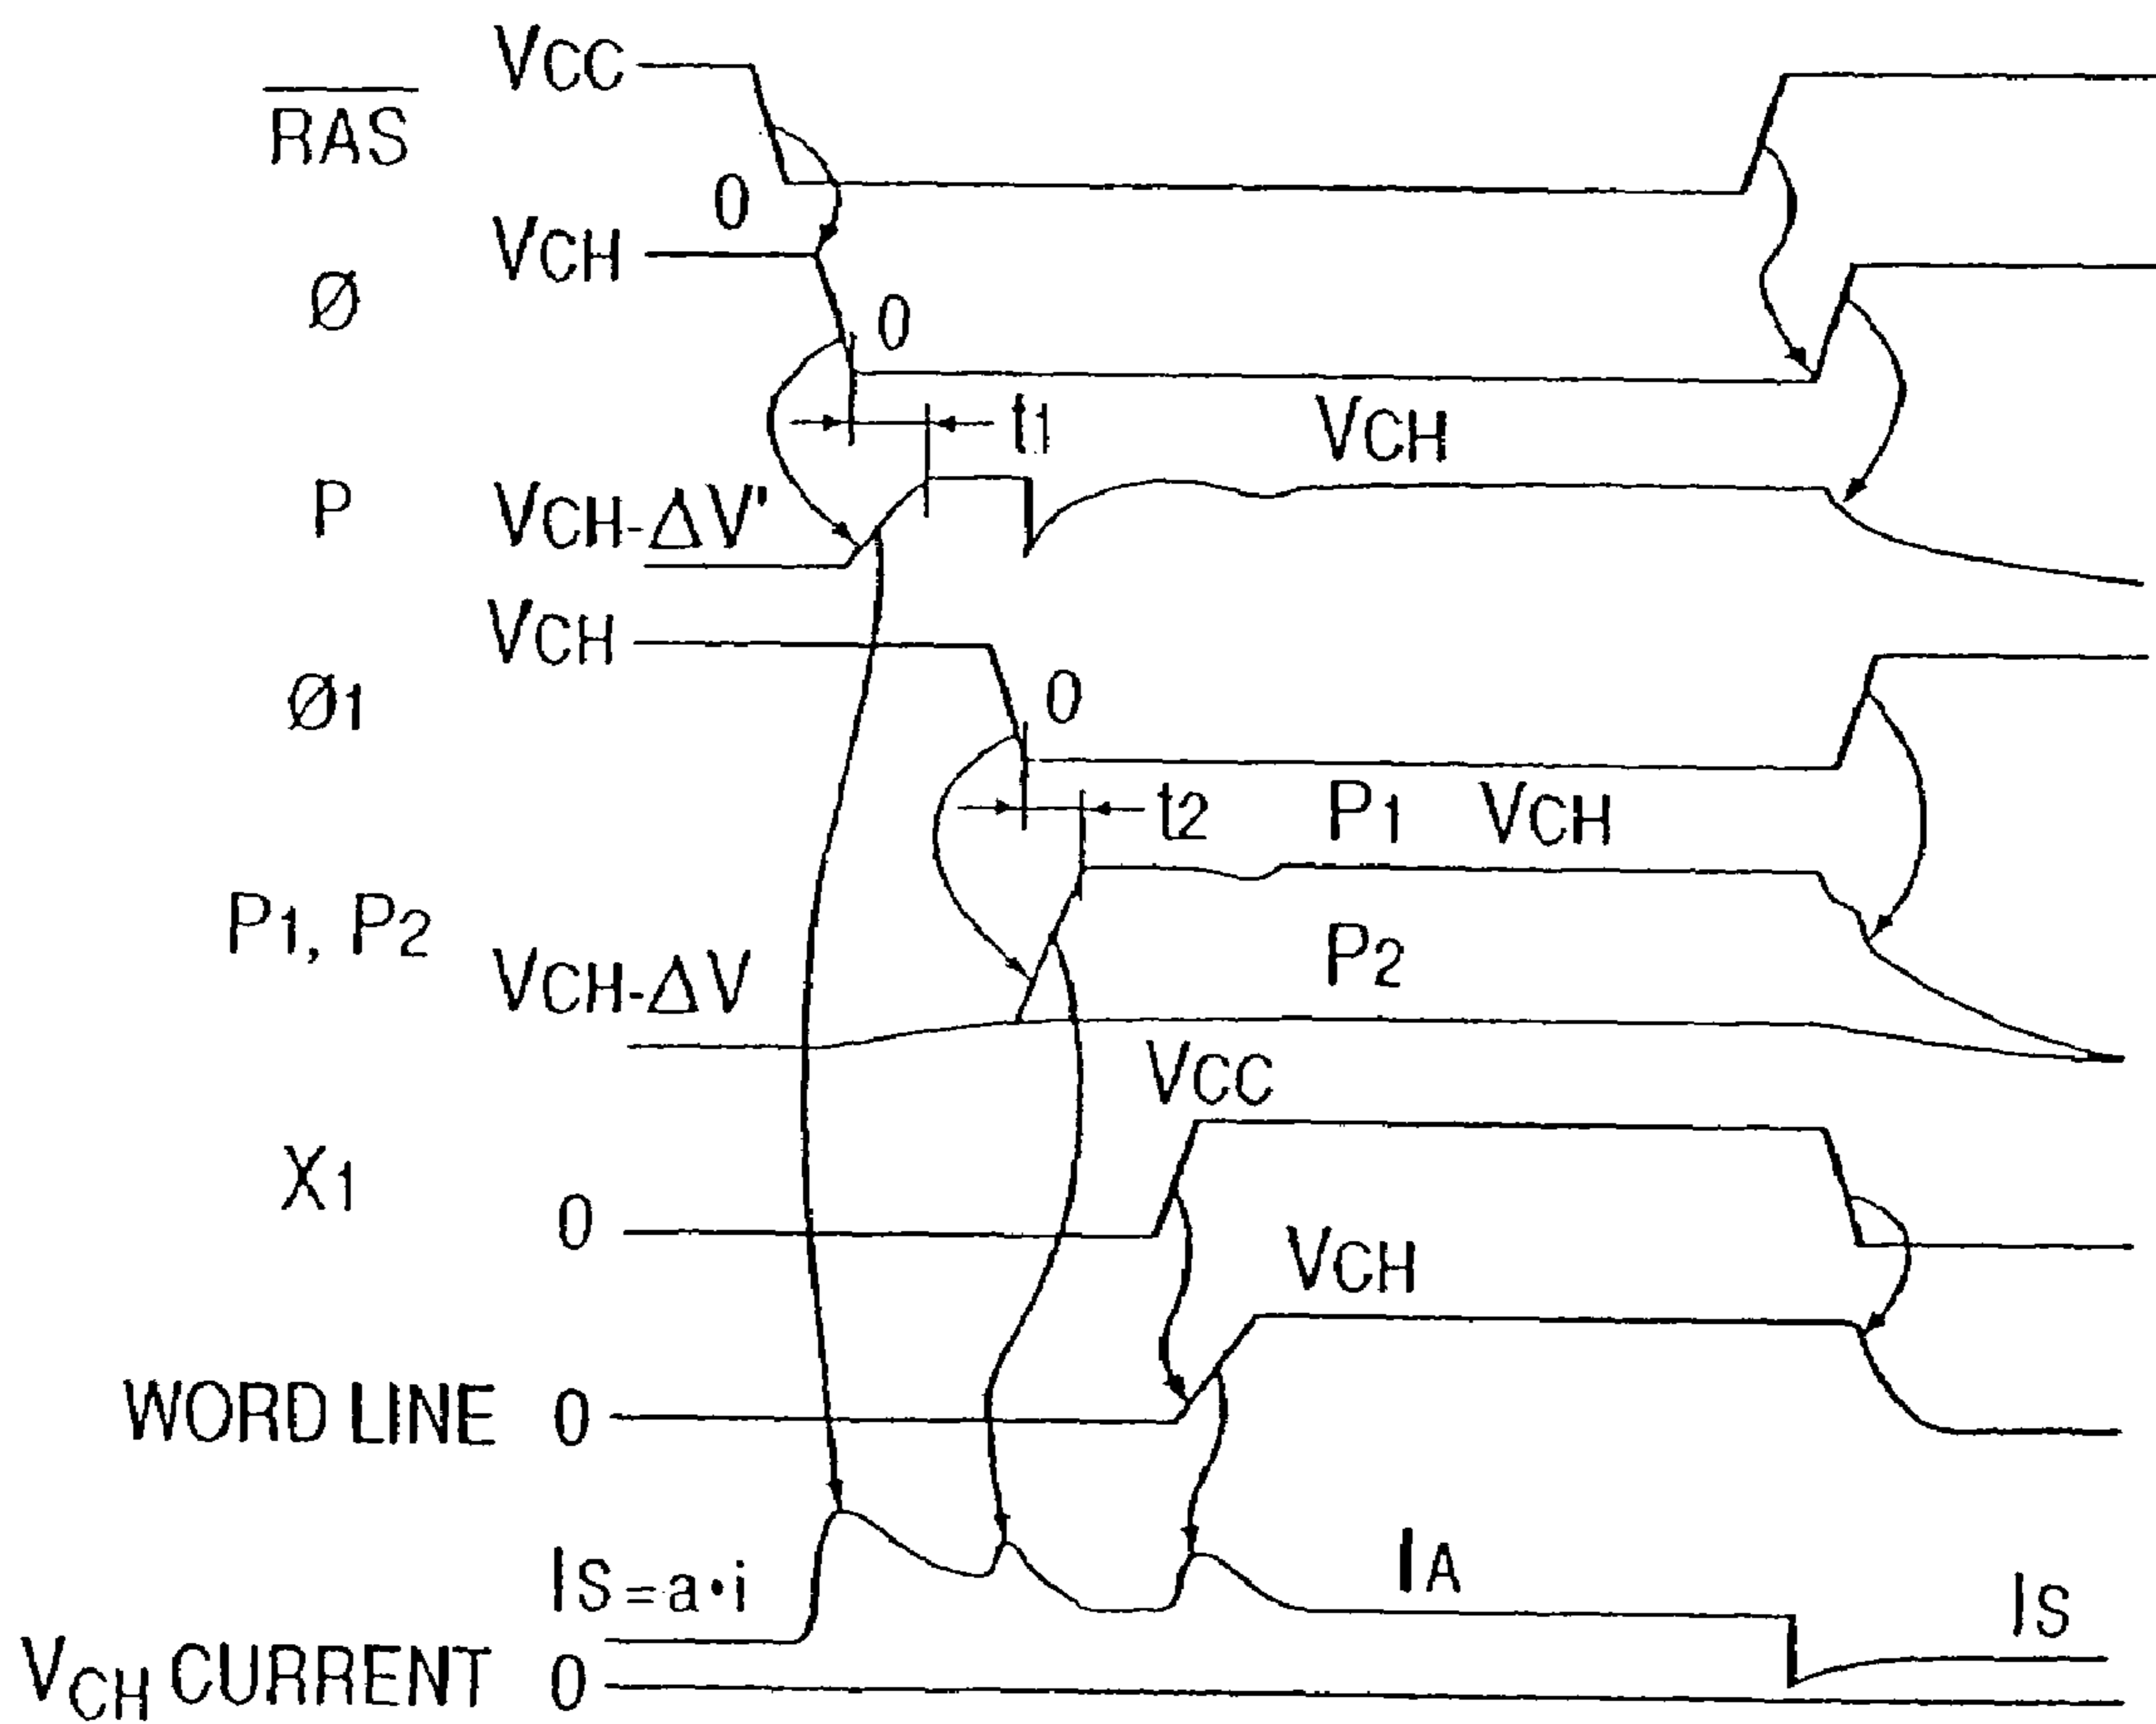 VCC
RAS
0
VCH
Ø
0
t1
VCH
P
VCH-ΔV'
VCH
Ø1
0
t2
P1 VCH
P1, P2
VCH-ΔV
P2
VCC
X1
0
VCH
WORD LINE 0
IS=a•i
IA
IS
VCH CURRENT 0